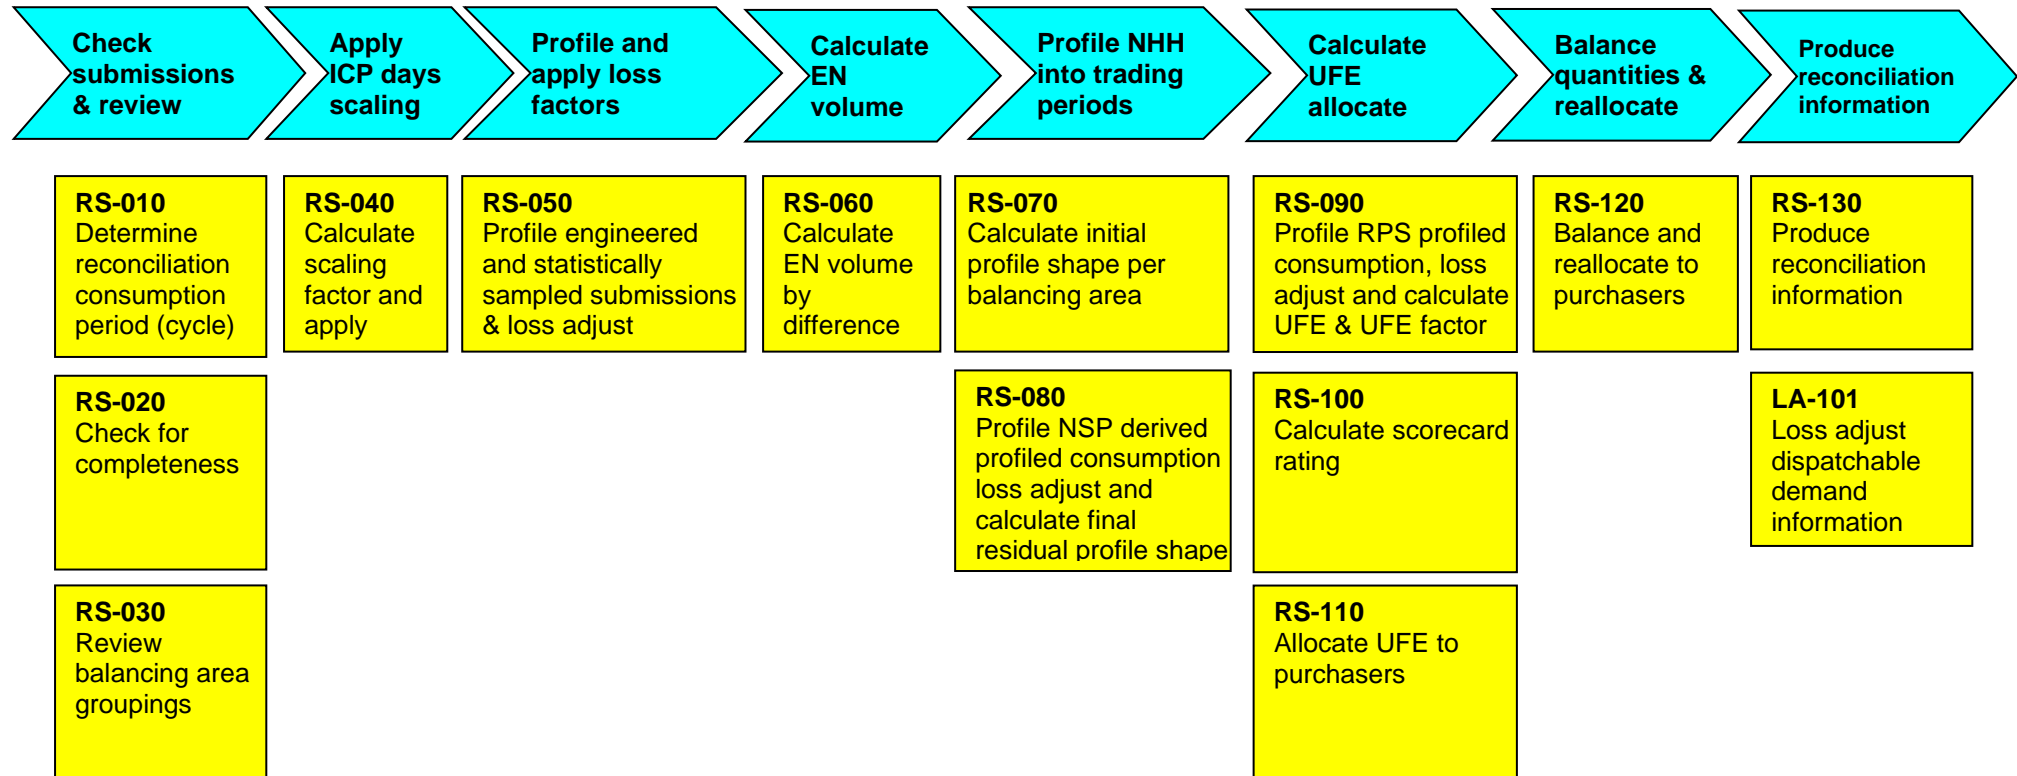 Check
submissions
& review
Apply
ICP days
scaling
Profile and
apply loss
factors
Calculate
EN
volume
Profile NHH
into trading
periods
Calculate
UFE
allocate
Balance
quantities &
reallocate
Produce
reconciliation
information
RS-010
Determine
reconciliation
consumption
period (cycle)
RS-040
Calculate
scaling
factor and
apply
RS-050
Profile engineered
and statistically
sampled submissions
& loss adjust
RS-060
Calculate
EN volume
by
difference
RS-070
Calculate initial
profile shape per
balancing area
RS-090
Profile RPS profiled
consumption, loss
adjust and calculate
UFE & UFE factor
RS-120
Balance and
reallocate to
purchasers
RS-130
Produce
reconciliation
information
RS-020
Check for
completeness
RS-080
Profile NSP derived
profiled consumption
loss adjust and
calculate final
residual profile shape
RS-100
Calculate scorecard
rating
LA-101
Loss adjust
dispatchable
demand
information
RS-030
Review
balancing area
groupings
RS-110
Allocate UFE to
purchasers